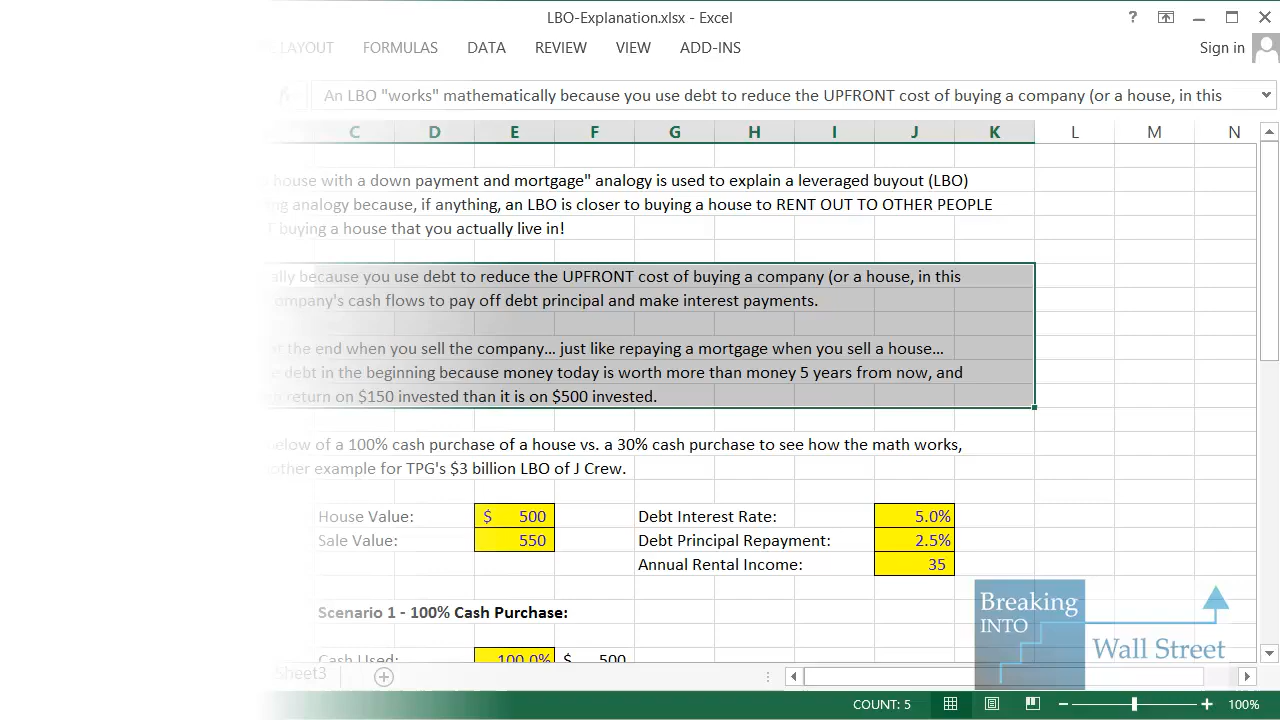 LBO-Explanation.xlsx - Excel
?
LAYOUT FORMULAS DATA REVIEW VIEW ADD-INS Sign in
fx An LBO "works" mathematically because you use debt to reduce the UPFRONT cost of buying a company (or a house, in this
C D E F G H I J K L M N
house with a down payment and mortgage" analogy is used to explain a leveraged buyout (LBO)
analogy because, if anything, an LBO is closer to buying a house to RENT OUT TO OTHER PEOPLE
buying a house that you actually live in!
because you use debt to reduce the UPFRONT cost of buying a company (or a house, in this
company's cash flows to pay off debt principal and make interest payments.
the end when you sell the company… just like repaying a mortgage when you sell a house…
debt in the beginning because money today is worth more than money 5 years from now, and
return on $150 invested than it is on $500 invested.
below of a 100% cash purchase of a house vs. a 30% cash purchase to see how the math works,
other example for TPG's $3 billion LBO of J Crew.
House Value: $ 500 Debt Interest Rate: 5.0%
Sale Value: 550 Debt Principal Repayment: 2.5%
Annual Rental Income: 35
Scenario 1 - 100% Cash Purchase:
Cash Used: 100.0% $ 500
Sheet3
Breaking
INTO
Wall Street
COUNT: 5 100%